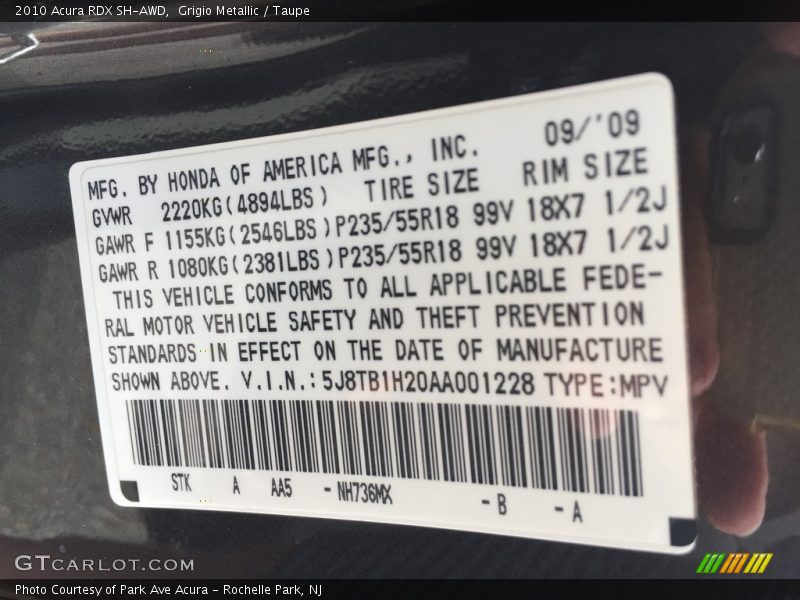 2010 Acura RDX SH-AWD,  Grigio Metallic / Taupe
MFG. BY HONDA OF AMERICA MFG., INC. 09/'09
GVWR 2220KG(4894LBS) TIRE SIZE RIM SIZE
GAWR F 1155KG(2546LBS)P235/55R18 99V 18X7 1/2J
GAWR R 1080KG(2381LBS)P235/55R18 99V 18X7 1/2J
THIS VEHICLE CONFORMS TO ALL APPLICABLE FEDE-
RAL MOTOR VEHICLE SAFETY AND THEFT PREVENTION
STANDARDS IN EFFECT ON THE DATE OF MANUFACTURE
SHOWN ABOVE. V.I.N.:5J8TB1H20AA001228 TYPE:MPV
STK A AA5 -NH736MX -B -A
GTCARLOT.COM
Photo Courtesy of Park Ave Acura - Rochelle Park, NJ